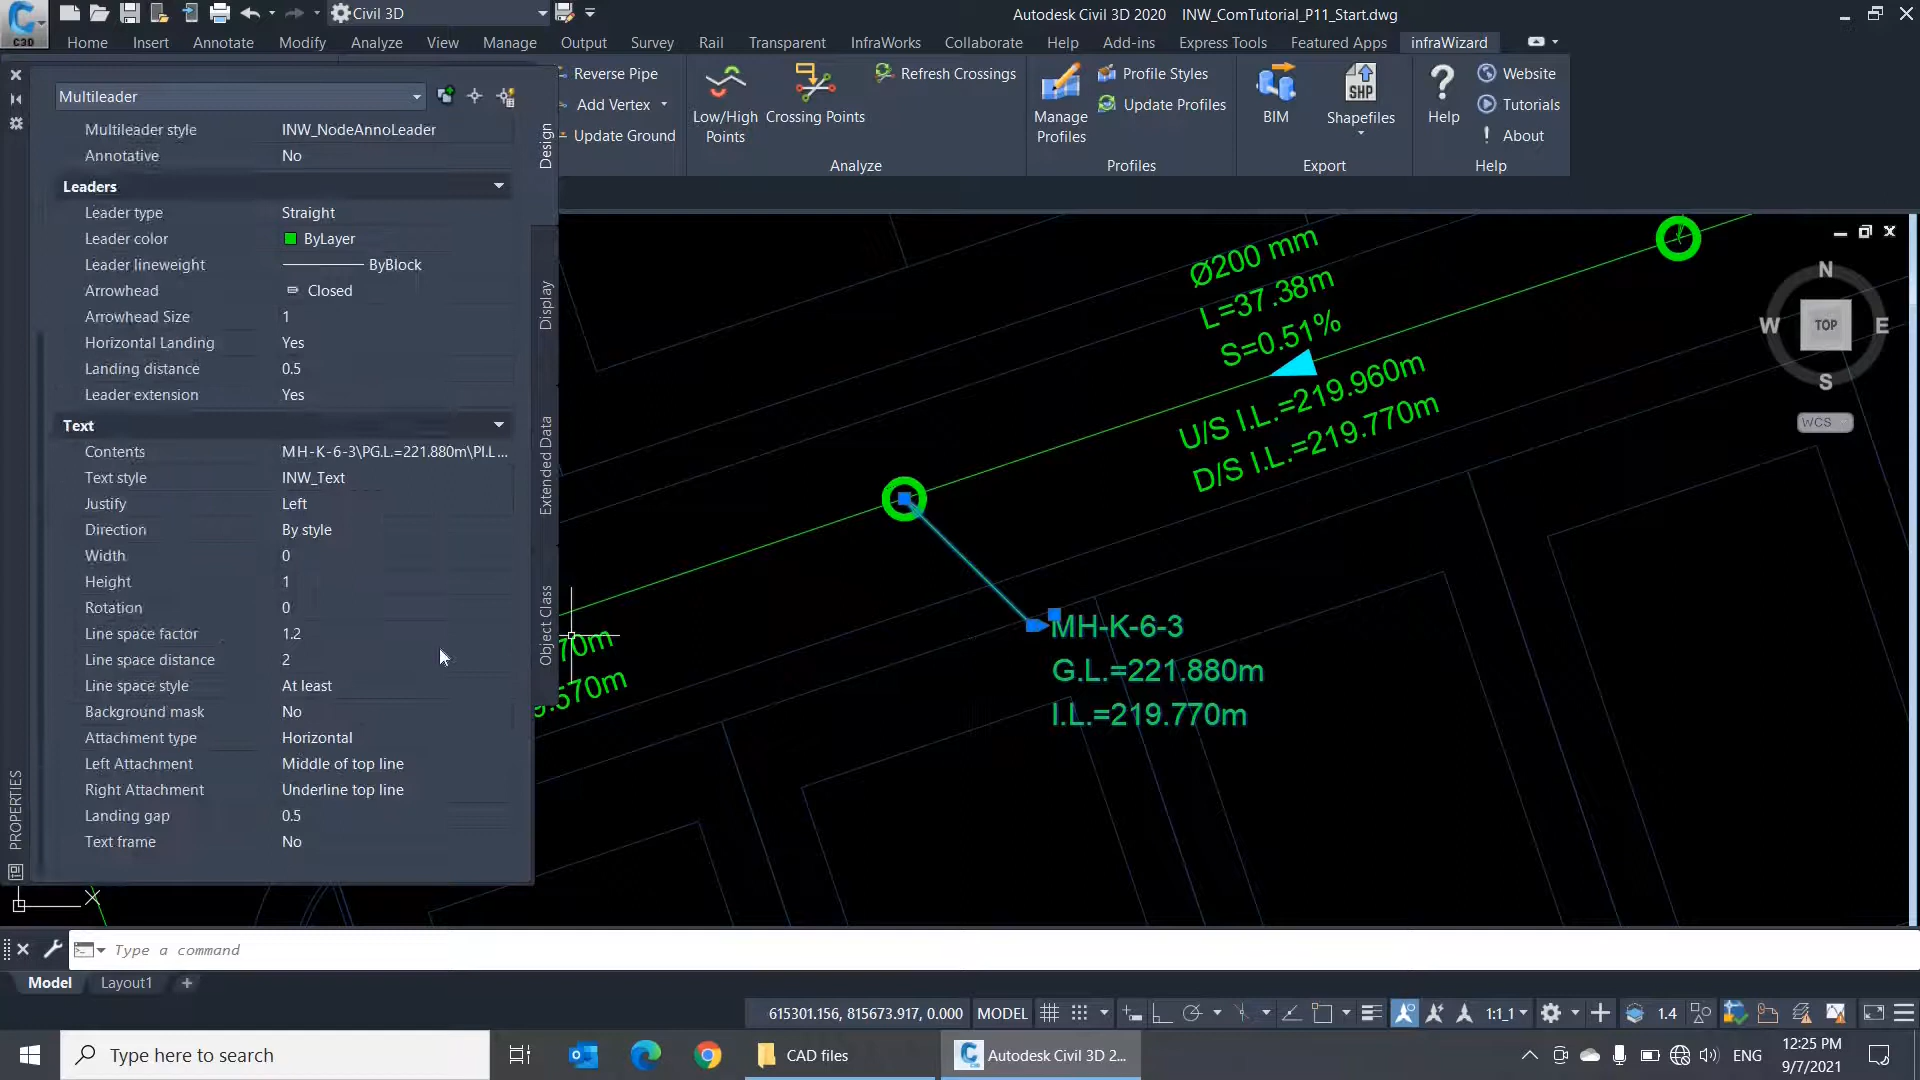 C3D
Civil 3D
Autodesk Civil 3D 2020 INW_ComTutorial_P11_Start.dwg
Home Insert Annotate Modify Analyze View Manage Output Survey Rail Transparent InfraWorks Collaborate Help Add-ins Express Tools Featured Apps infraWizard
Reverse Pipe
Add Vertex
Update Ground
Low/High
Points
Crossing Points
Refresh Crossings
Analyze
Manage
Profiles
Profile Styles
Update Profiles
Profiles
BIM
SHP
Shapefiles
Export
Help
Website
Tutorials
About
Help
Multileader
Multileader style INW_NodeAnnoLeader
Annotative No
Leaders
Leader type Straight
Leader color ByLayer
Leader lineweight ByBlock
Arrowhead Closed
Arrowhead Size 1
Horizontal Landing Yes
Landing distance 0.5
Leader extension Yes
Text
Contents MH-K-6-3\PG.L.=221.880m\PI.L...
Text style INW_Text
Justify Left
Direction By style
Width 0
Height 1
Rotation 0
Line space factor 1.2
Line space distance 2
Line space style At least
Background mask No
Attachment type Horizontal
Left Attachment Middle of top line
Right Attachment Underline top line
Landing gap 0.5
Text frame No
PROPERTIES
Design
Display
Extended Data
Object Class
Ø200 mm
L=37.38m
S=0.51%
U/S I.L.=219.960m
D/S I.L.=219.770m
70m
.570m
MH-K-6-3
G.L.=221.880m
I.L.=219.770m
N
W TOP E
S
WCS
X
Type a command
Model Layout1 +
615301.156, 815673.917, 0.000 MODEL 1:1_1 1.4
Type here to search
CAD files
Autodesk Civil 3D 2...
ENG
12:25 PM
9/7/2021